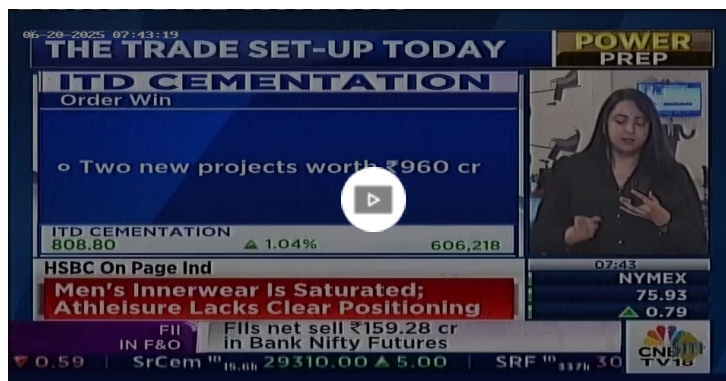 06-20-2025 07:43:19
THE TRADE SET-UP TODAY
POWER
PREP
ITD CEMENTATION
Order Win
Two new projects worth ₹960 cr
ITD CEMENTATION
808.80 1.04% 606,218
HSBC On Page Ind
Men's Innerwear Is Saturated;
Athleisure Lacks Clear Positioning
07:43
NYMEX
75.93
0.79
FII
IN F&O
FIIs net sell ₹159.28 cr
in Bank Nifty Futures
0.59 SrCem 15.6h 29310.00 5.00 SRF 337h 30
CNBC
TV18